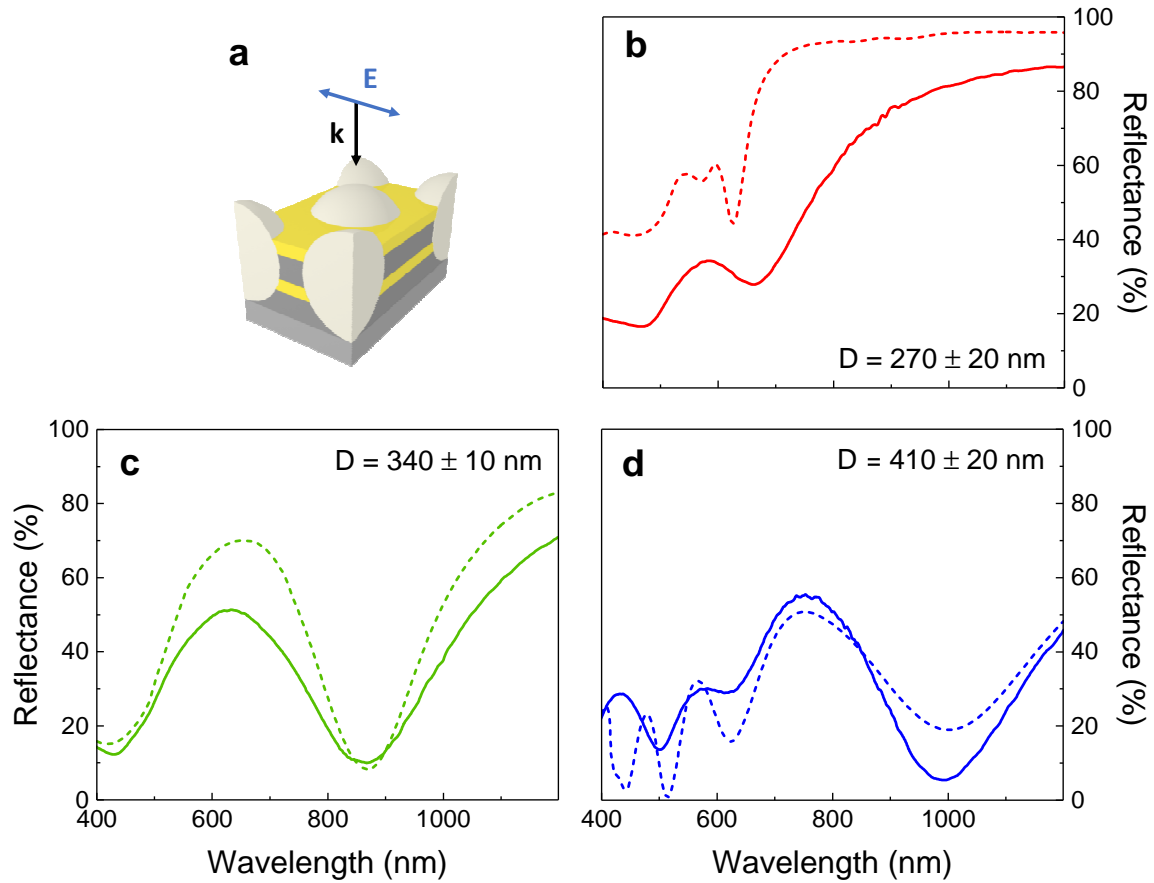 a
E
k
b
100
80
60
40
20
0
Reflectance (%)
D = 270 ± 20 nm
c
D = 340 ± 10 nm
100
80
60
40
20
0
Reflectance (%)
400 600 800 1000
Wavelength (nm)
d
D = 410 ± 20 nm
100
80
60
40
20
0
Reflectance (%)
400 600 800 1000
Wavelength (nm)